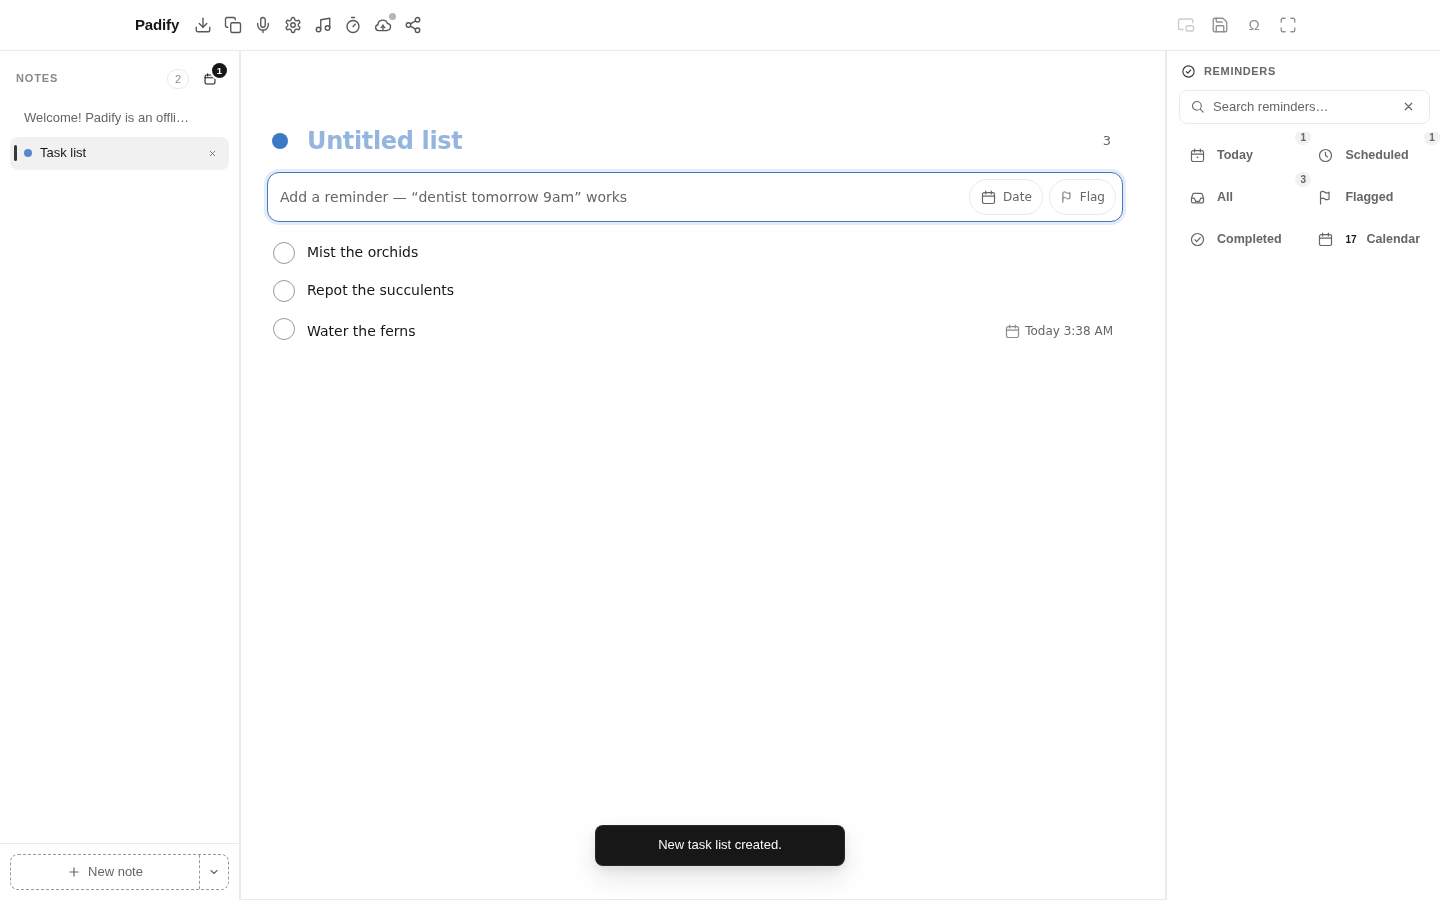 Padify
Ω
NOTES
2
1
Welcome! Padify is an offli…
Task list
New note
Untitled list
3
Add a reminder — “dentist tomorrow 9am” works
Date
Flag
Mist the orchids
Repot the succulents
Water the ferns
Today 3:38 AM
New task list created.
REMINDERS
Search reminders…
Today
1
Scheduled
1
All
3
Flagged
Completed
17 Calendar